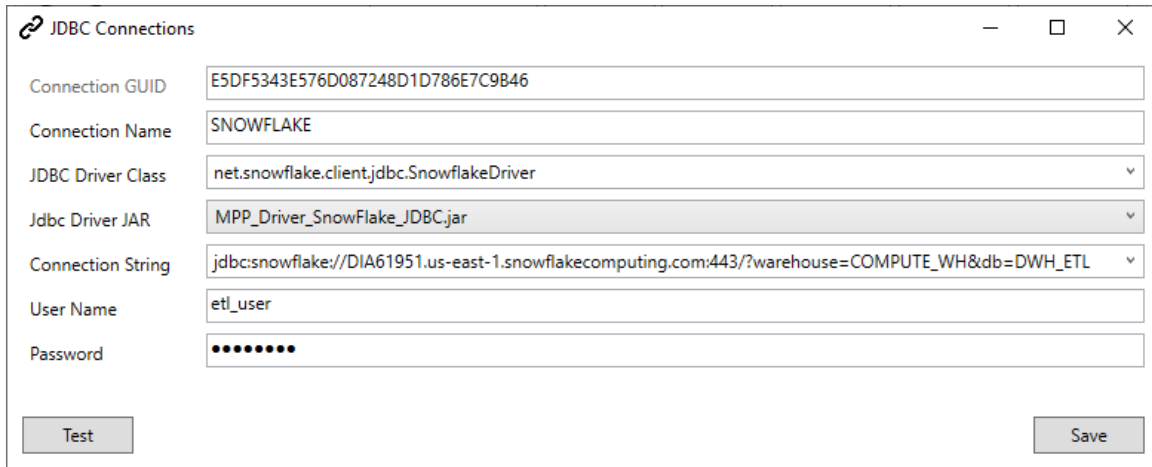 JDBC Connections
Connection GUID E5DF5343E576D087248D1D786E7C9B46
Connection Name SNOWFLAKE
JDBC Driver Class net.snowflake.client.jdbc.SnowflakeDriver
Jdbc Driver JAR MPP_Driver_SnowFlake_JDBC.jar
Connection String jdbc:snowflake://DIA61951.us-east-1.snowflakecomputing.com:443/?warehouse=COMPUTE_WH&db=DWH_ETL
User Name etl_user
Password ●●●●●●●●
Test Save